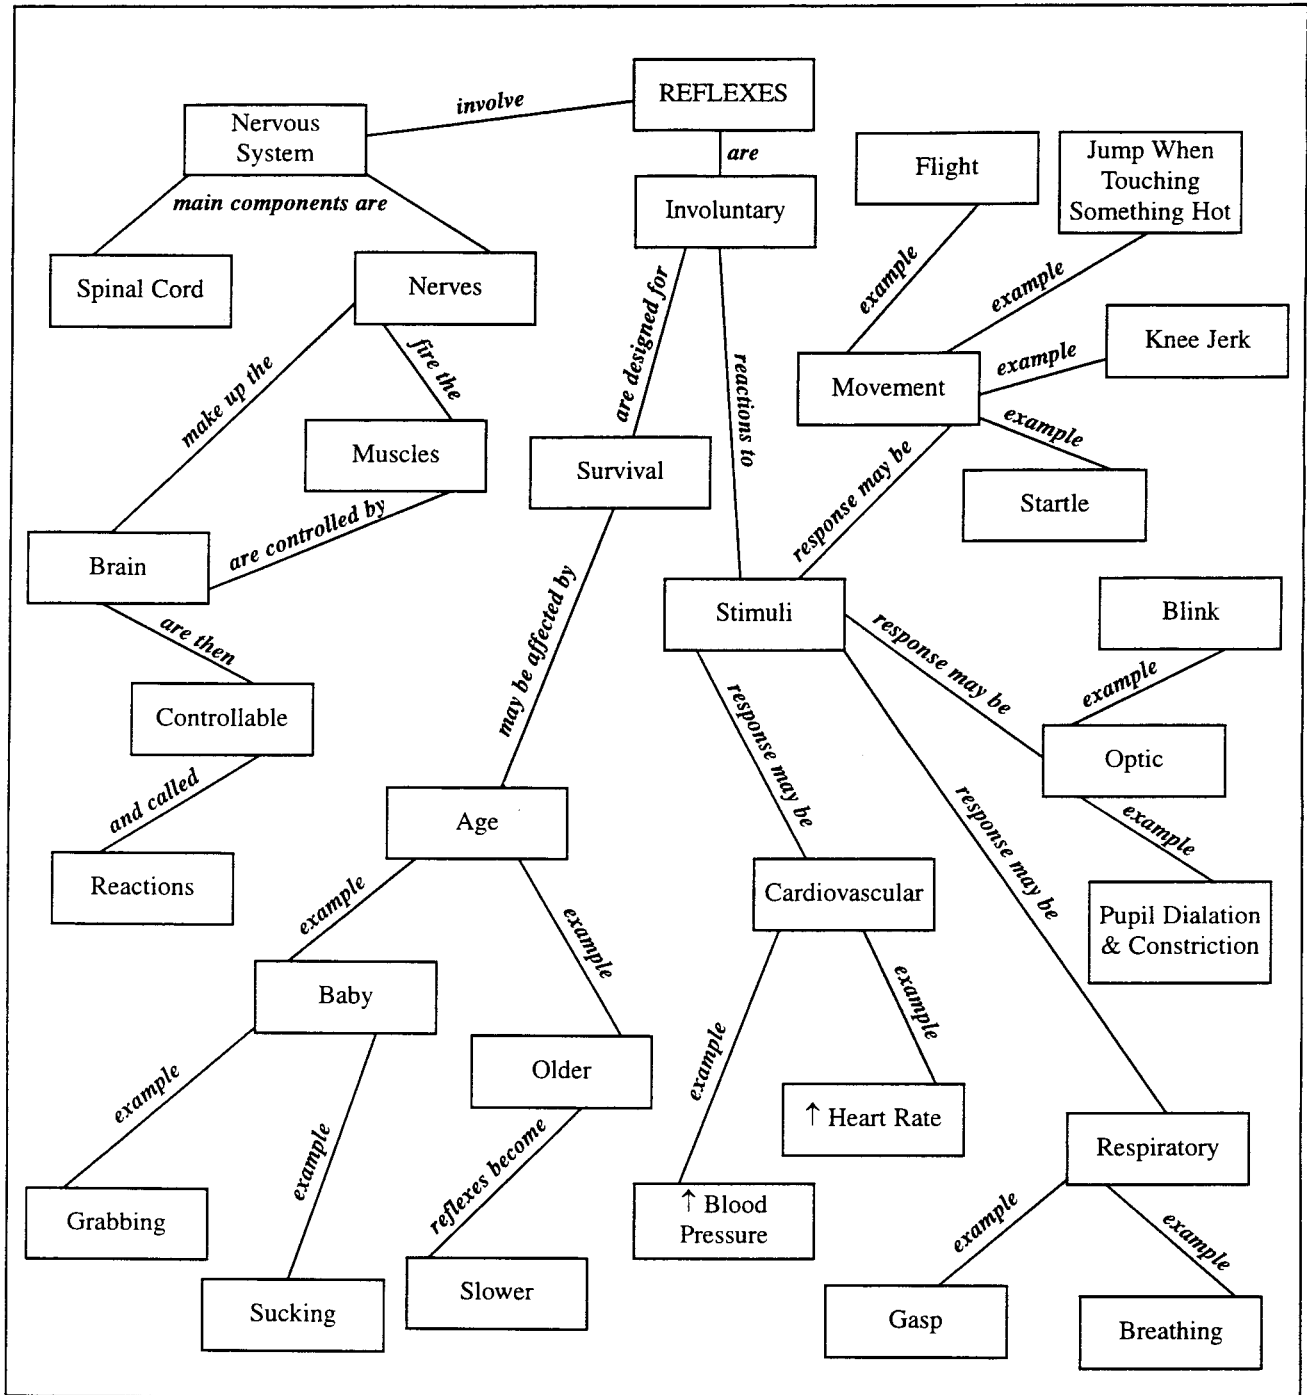 REFLEXES
involve
Nervous
System
are
Involuntary
Flight
Jump When
Touching
Something Hot
main components are
Spinal Cord
Nerves
are designed for
reactions to
example
example
example
Knee Jerk
Movement
example
Startle
make up the
fire the
Muscles
Survival
response may be
are controlled by
Brain
Stimuli
Blink
are then
may be affected by
response may be
response may be
response may be
example
Controllable
Optic
and called
Age
example
Reactions
Cardiovascular
Pupil Dialation
& Constriction
example
example
Baby
example
example
Older
example
example
↑ Heart Rate
Respiratory
Grabbing
reflexes become
↑ Blood
Pressure
example
example
Sucking
Slower
Gasp
Breathing